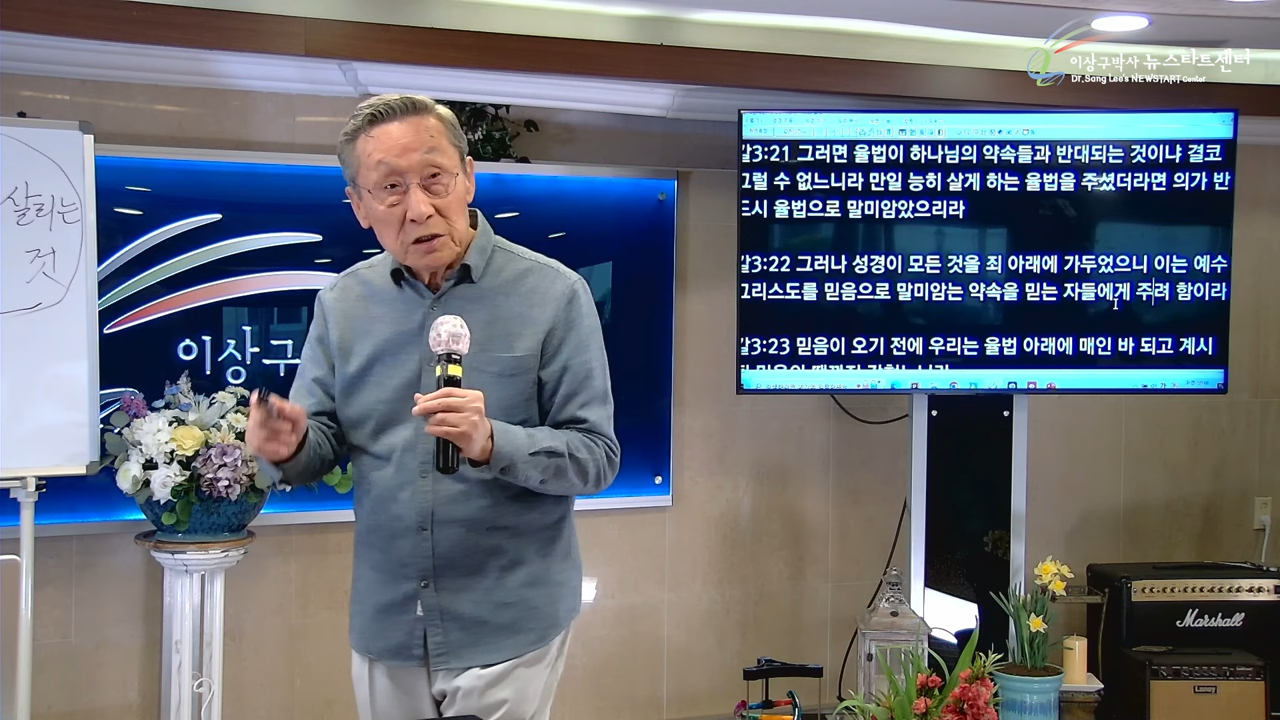 이상구박사 뉴스타트센터
Dr. Sang Lee's NEWSTART Center
살리는
것
이상구
갈3:21 그러면 율법이 하나님의 약속들과 반대되는 것이냐 결코
그럴 수 없느니라 만일 능히 살게 하는 율법을 주셨더라면 의가 반
드시 율법으로 말미암았으리라
갈3:22 그러나 성경이 모든 것을 죄 아래에 가두었으니 이는 예수
그리스도를 믿음으로 말미암는 약속을 믿는 자들에게 주려 함이라
갈3:23 믿음이 오기 전에 우리는 율법 아래에 매인 바 되고 계시
Marshall
Laney